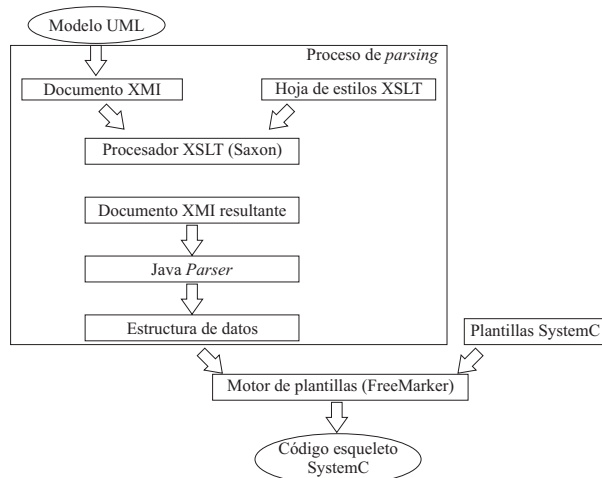 Modelo UML
Proceso de parsing
Documento XMI
Hoja de estilos XSLT
Procesador XSLT (Saxon)
Documento XMI resultante
Java Parser
Estructura de datos
Plantillas SystemC
Motor de plantillas (FreeMarker)
Código esqueleto
SystemC